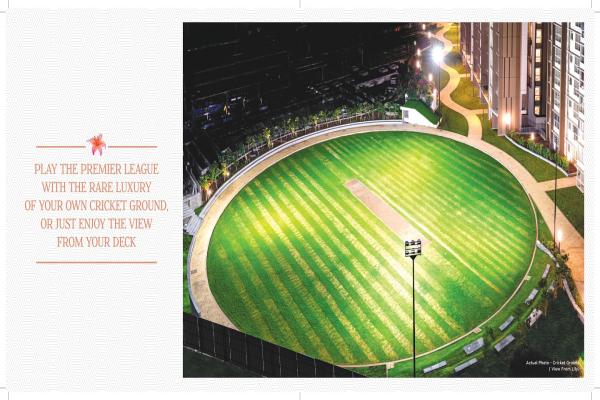 PLAY THE PREMIER LEAGUE
WITH THE RARE LUXURY
OF YOUR OWN CRICKET GROUND,
OR JUST ENJOY THE VIEW
FROM YOUR DECK
Actual Photo - Cricket Ground
( View From Lily)